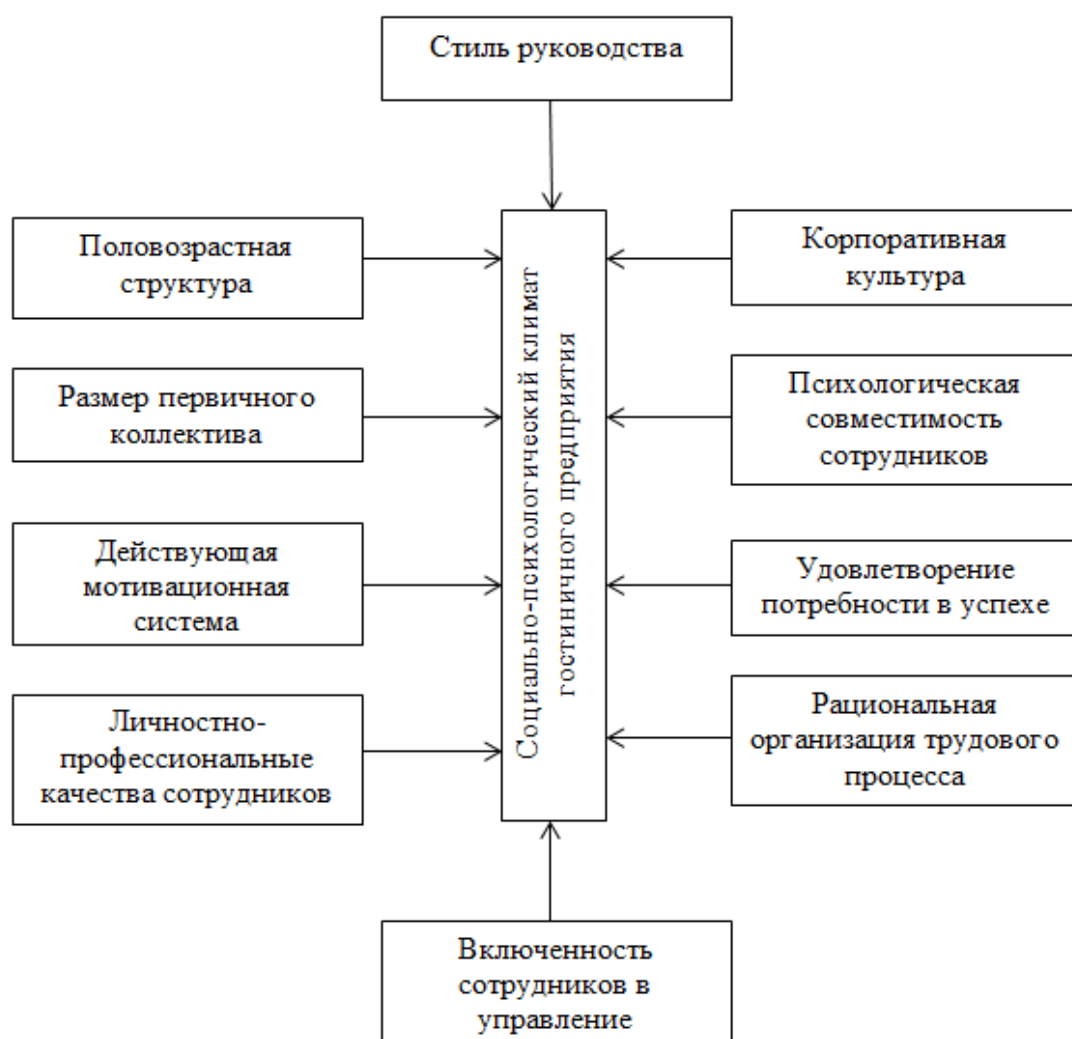 Стиль руководства
Половозрастная
структура
Размер первичного
коллектива
Действующая
мотивационная
система
Личностно-
профессиональные
качества сотрудников
Социально-психологический климат
гостиничного предприятия
Корпоративная
культура
Психологическая
совместимость
сотрудников
Удовлетворение
потребности в успехе
Рациональная
организация трудового
процесса
Включенность
сотрудников в
управление